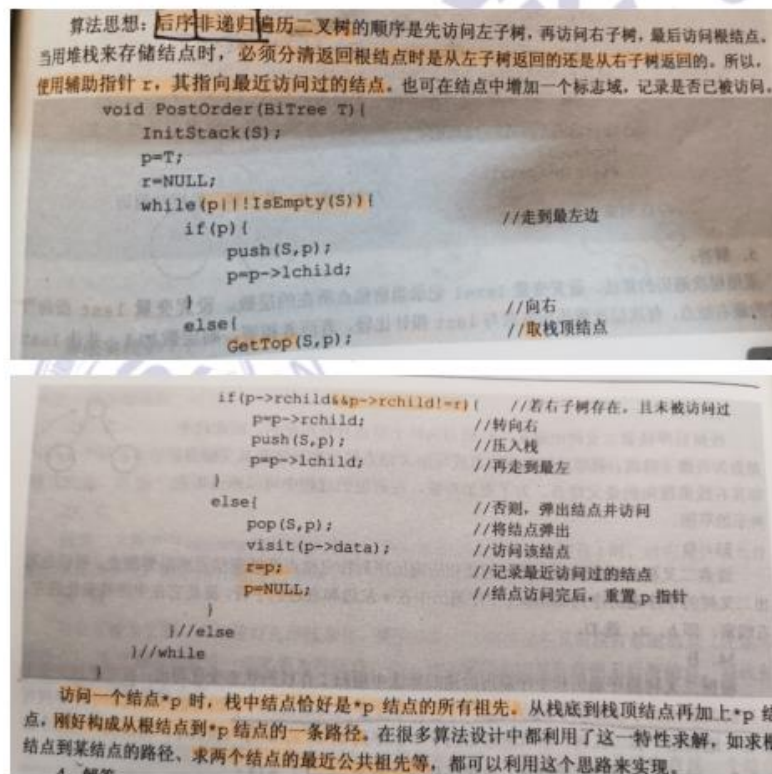 算法思想：后序非递归遍历二叉树的顺序是先访问左子树，再访问右子树，最后访问根结点。
当用堆栈来存储结点时，必须分清返回根结点时是从左子树返回的还是从右子树返回的。所以，
使用辅助指针 r，其指向最近访问过的结点。也可在结点中增加一个标志域，记录是否已被访问。
void PostOrder(BiTree T){
InitStack(S);
p=T;
r=NULL;
while(p||!IsEmpty(S)){
if(p){ //走到最左边
push(S,p);
p=p->lchild;
}
else{ //向右
GetTop(S,p); //取栈顶结点
if(p->rchild&&p->rchild!=r){ //若右子树存在，且未被访问过
p=p->rchild; //转向右
push(S,p); //压入栈
p=p->lchild; //再走到最左
}
else{ //否则，弹出结点并访问
pop(S,p); //将结点弹出
visit(p->data); //访问该结点
r=p; //记录最近访问过的结点
p=NULL; //结点访问完后，重置 p 指针
}
}//else
}//while
}
访问一个结点*p 时，栈中结点恰好是*p 结点的所有祖先。从栈底到栈顶结点再加上*p 结
点，刚好构成从根结点到*p 结点的一条路径。在很多算法设计中都利用了这一特性求解，如求根
结点到某结点的路径、求两个结点的最近公共祖先等，都可以利用这个思路来实现。